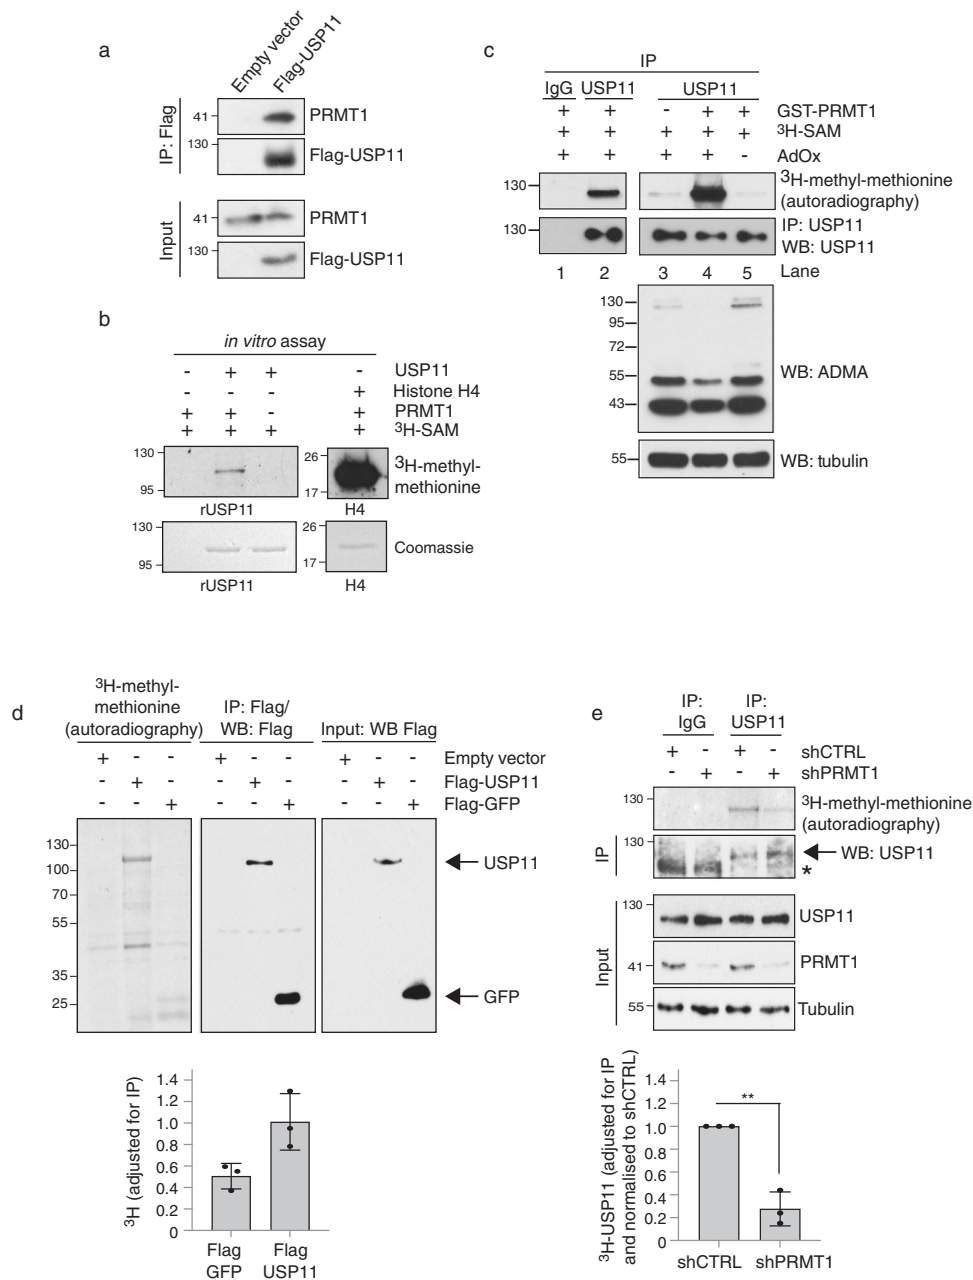 a
Empty vector
Flag-USP11
IP: Flag
41
PRMT1
130
Flag-USP11
Input
41
PRMT1
130
Flag-USP11
b
in vitro assay
- + + - USP11
- - - + Histone H4
+ + - + PRMT1
+ + + + 3H-SAM
130
95
26
17
3H-methyl-
methionine
rUSP11 H4
130
95
26
17
Coomassie
rUSP11 H4
c
IP
IgG USP11 USP11
+ + - + + GST-PRMT1
+ + + + + 3H-SAM
+ + + + - AdOx
130
3H-methyl-methionine
(autoradiography)
130
IP: USP11
WB: USP11
1 2 3 4 5 Lane
130
95
72
55
43
WB: ADMA
55
WB: tubulin
d
3H-methyl-
methionine
(autoradiography)
IP: Flag/
WB: Flag
Input: WB Flag
+ - - + - - + - - Empty vector
- + - - + - - + - Flag-USP11
- - + - - + - - + Flag-GFP
130
100
70
55
35
25
USP11
GFP
3H (adjusted for IP)
1.4
1.2
1.0
0.8
0.6
0.4
0.2
0
Flag
GFP
Flag
USP11
e
IP:
IgG
IP:
USP11
+ - + - shCTRL
- + - + shPRMT1
130
3H-methyl-methionine
(autoradiography)
IP
130
WB: USP11
*
Input
130
USP11
41
PRMT1
55
Tubulin
3H-USP11 (adjusted for IP
and normalised to shCTRL)
1.4
1.2
1.0
0.8
0.6
0.4
0.2
0
**
shCTRL shPRMT1